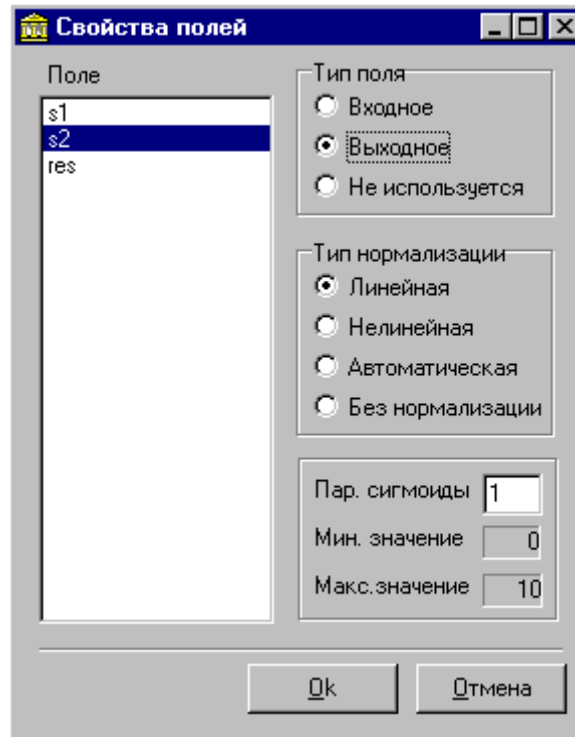 Свойства полей
Поле
s1
s2
res
Тип поля
Входное
Выходное
Не используется
Тип нормализации
Линейная
Нелинейная
Автоматическая
Без нормализации
Пар. сигмоиды 1
Мин. значение 0
Макс.значение 10
Ok Отмена